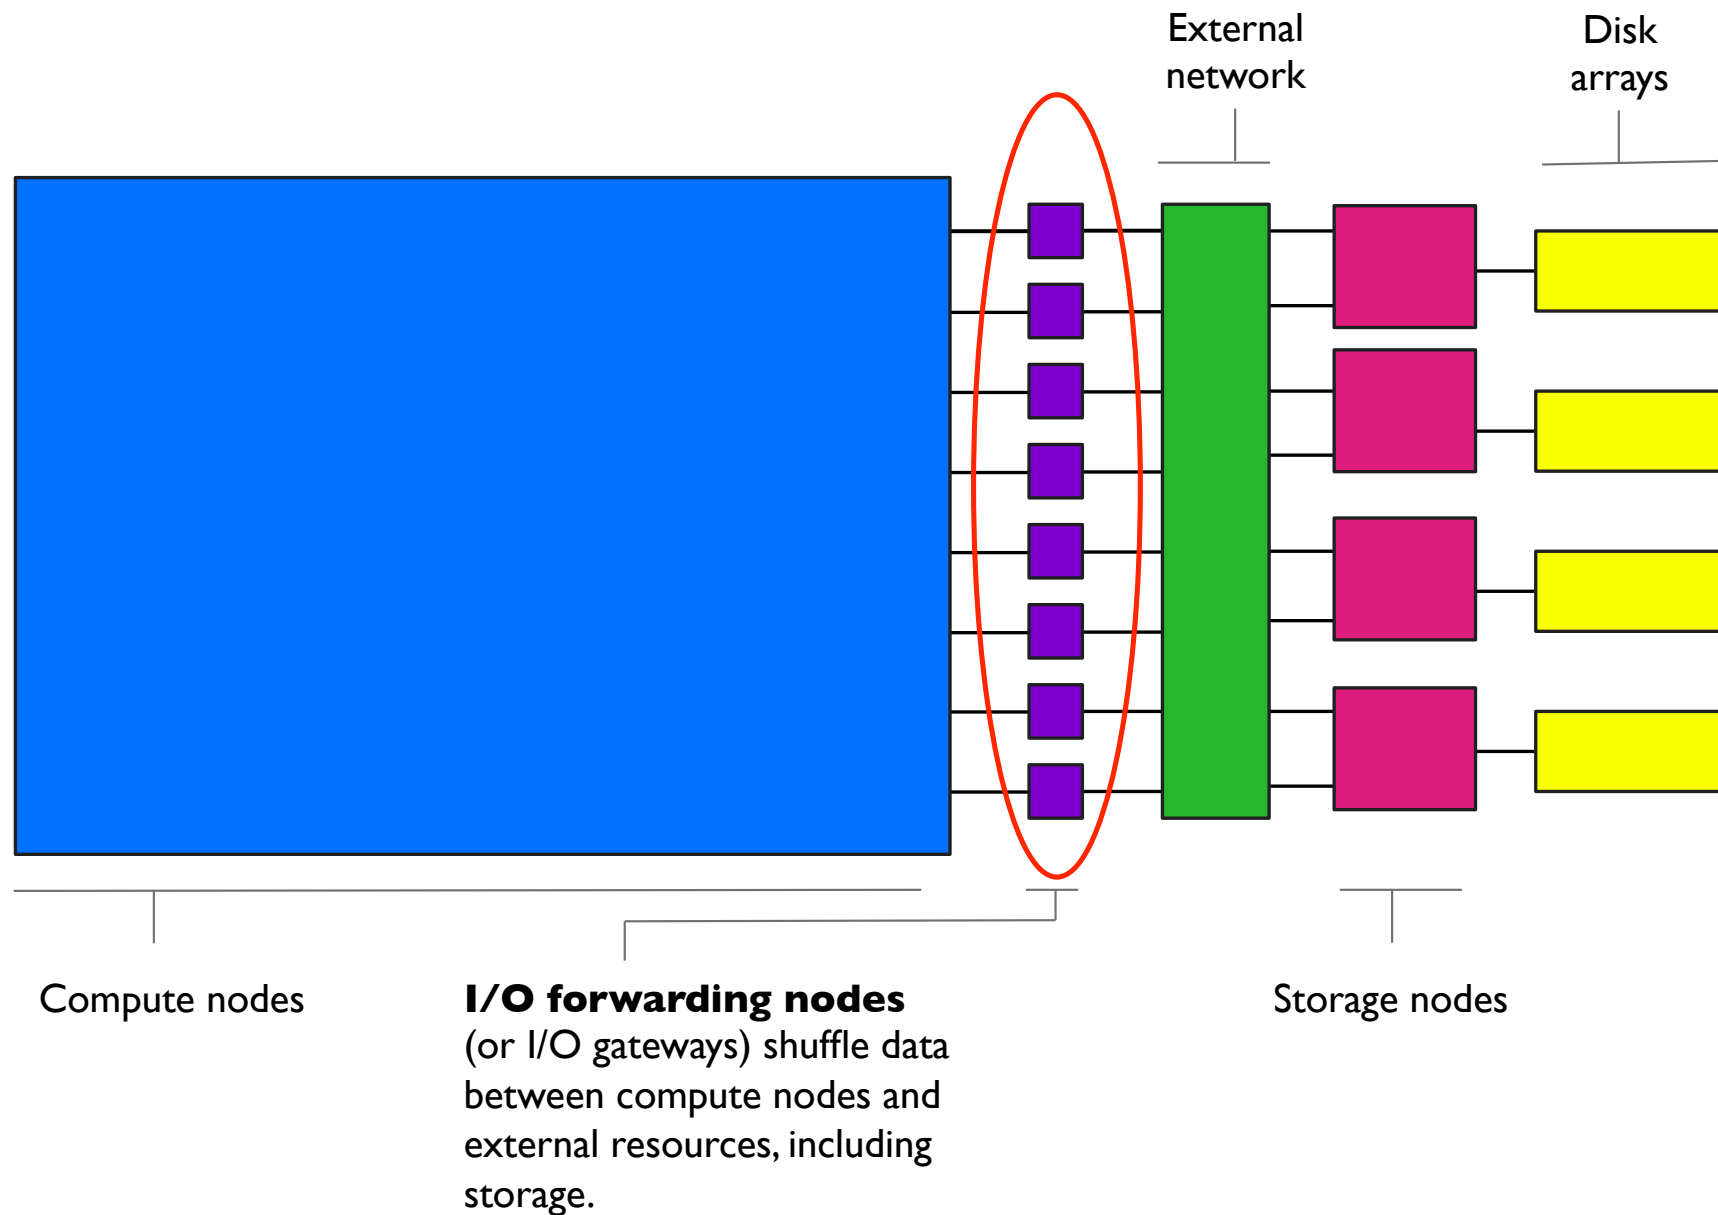 External
network
Disk
arrays
Compute nodes
I/O forwarding nodes
(or I/O gateways) shuffle data
between compute nodes and
external resources, including
storage.
Storage nodes